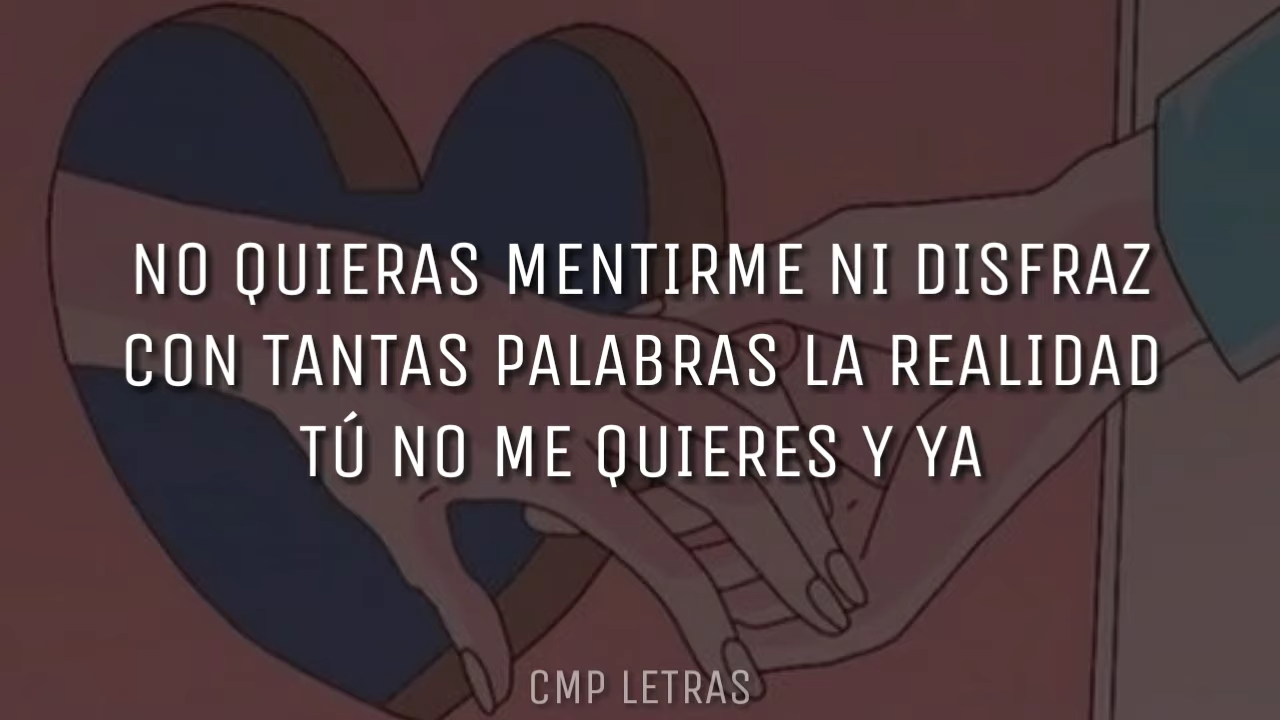 NO QUIERAS MENTIRME NI DISFRAZ
CON TANTAS PALABRAS LA REALIDAD
TÚ NO ME QUIERES Y YA
CMP LETRAS